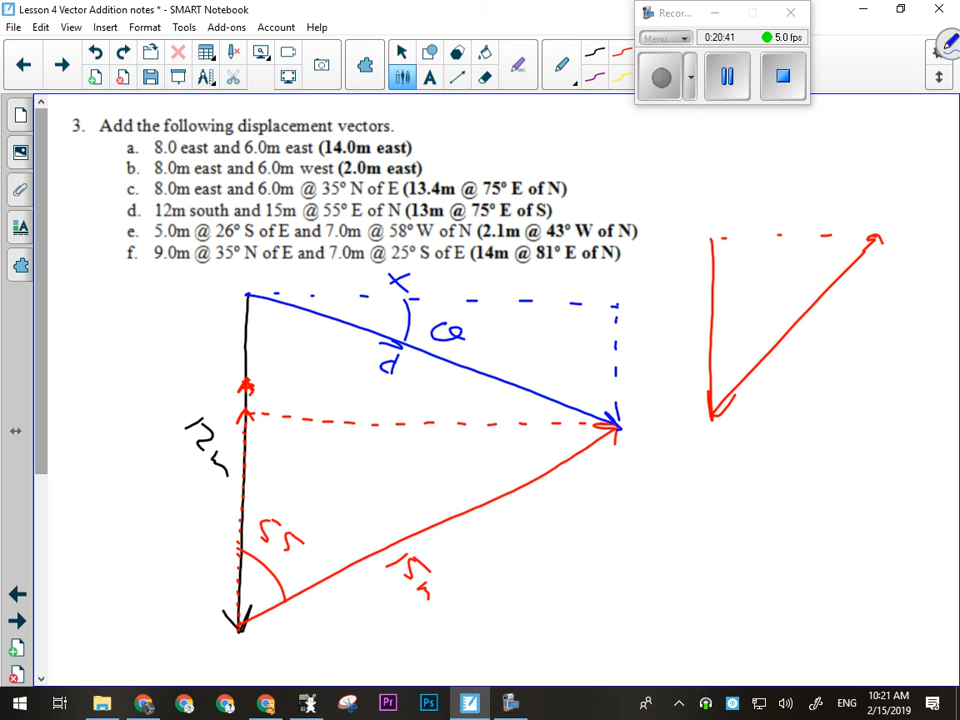 Lesson 4 Vector Addition notes * - SMART Notebook
File Edit View Insert Format Tools Add-ons Help
Recor...
Menu
0:20:41
5.0 fps
3. Add the following displacement vectors.
a. 8.0 east and 6.0m east (14.0m east)
b. 8.0m east and 6.0m west (2.0m east)
c. 8.0m east and 6.0m @ 35° N of E (13.4m @ 75° E of N)
d. 12m south and 15m @ 55° E of N (13m @ 75° E of S)
e. 5.0m @ 26° S of E and 7.0m @ 58° W of N (2.1m @ 43° W of N)
f. 9.0m @ 35° N of E and 7.0m @ 25° S of E (14m @ 81° E of N)
x
d
12m
55
15m
ENG
10:21 AM
2/15/2019